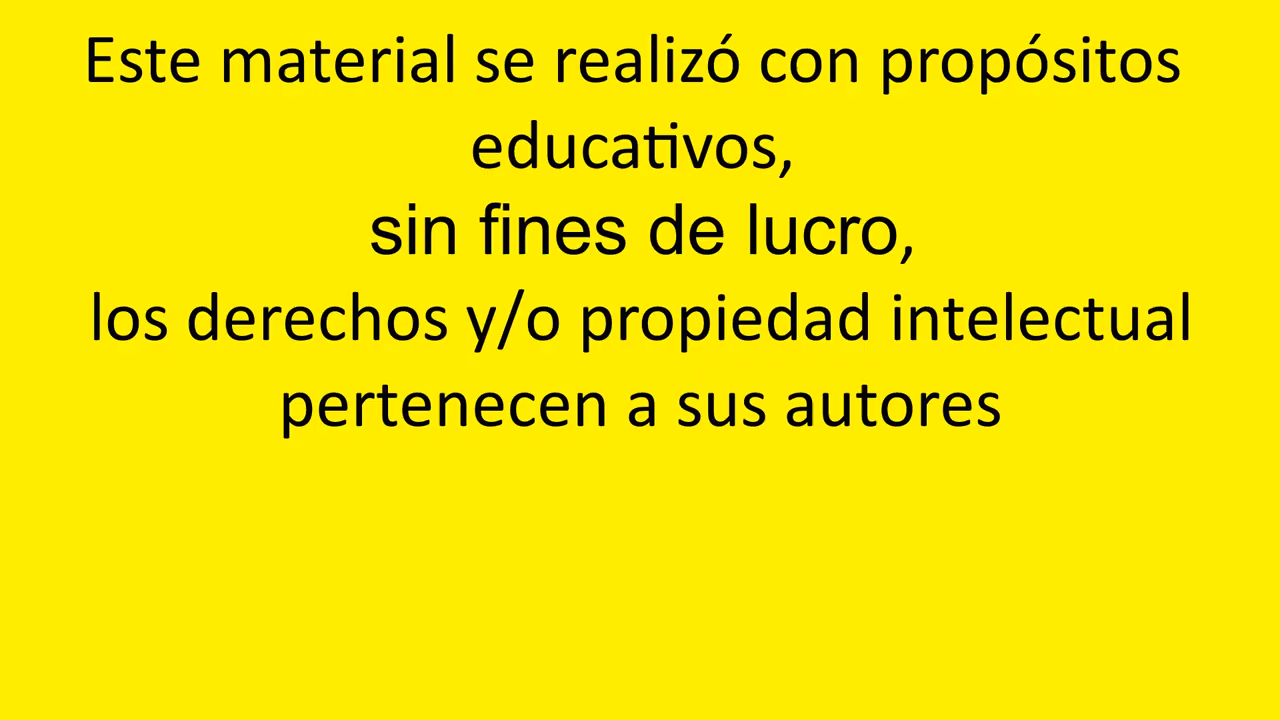 Este material se realizó con propósitos
educativos,
sin fines de lucro,
los derechos y/o propiedad intelectual
pertenecen a sus autores